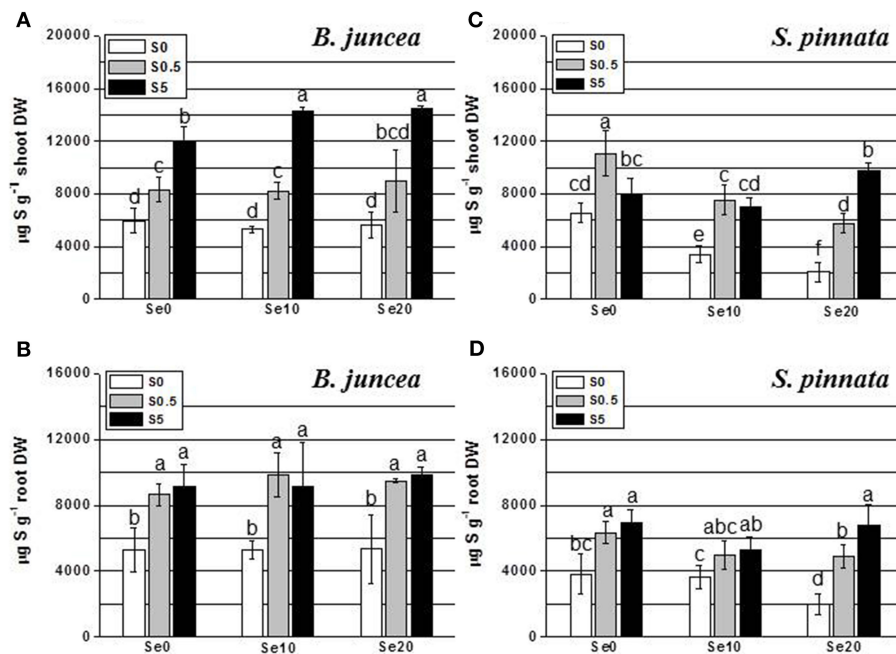 A
B. juncea
20000
16000
12000
8000
4000
0
µg S g-1 shoot DW
S0
S0.5
S5
d
c
b
d
c
a
d
bcd
a
Se0
Se10
Se20
C
S. pinnata
20000
16000
12000
8000
4000
0
µg S g-1 shoot DW
S0
S0.5
S5
cd
a
bc
e
c
cd
f
d
b
Se0
Se10
Se20
B
B. juncea
16000
12000
8000
4000
0
µg S g-1 root DW
S0
S0.5
S5
b
a
a
b
a
a
b
a
a
Se0
Se10
Se20
D
S. pinnata
16000
12000
8000
4000
0
µg S g-1 root DW
S0
S0.5
S5
bc
a
a
c
abc
ab
d
b
a
Se0
Se10
Se20